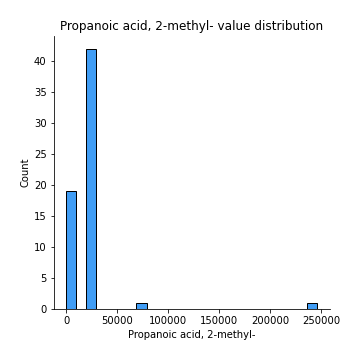 Propanoic acid, 2-methyl- value distribution
40
35
30
25
20
15
10
5
0
Count
0 50000 100000 150000 200000 250000
Propanoic acid, 2-methyl-